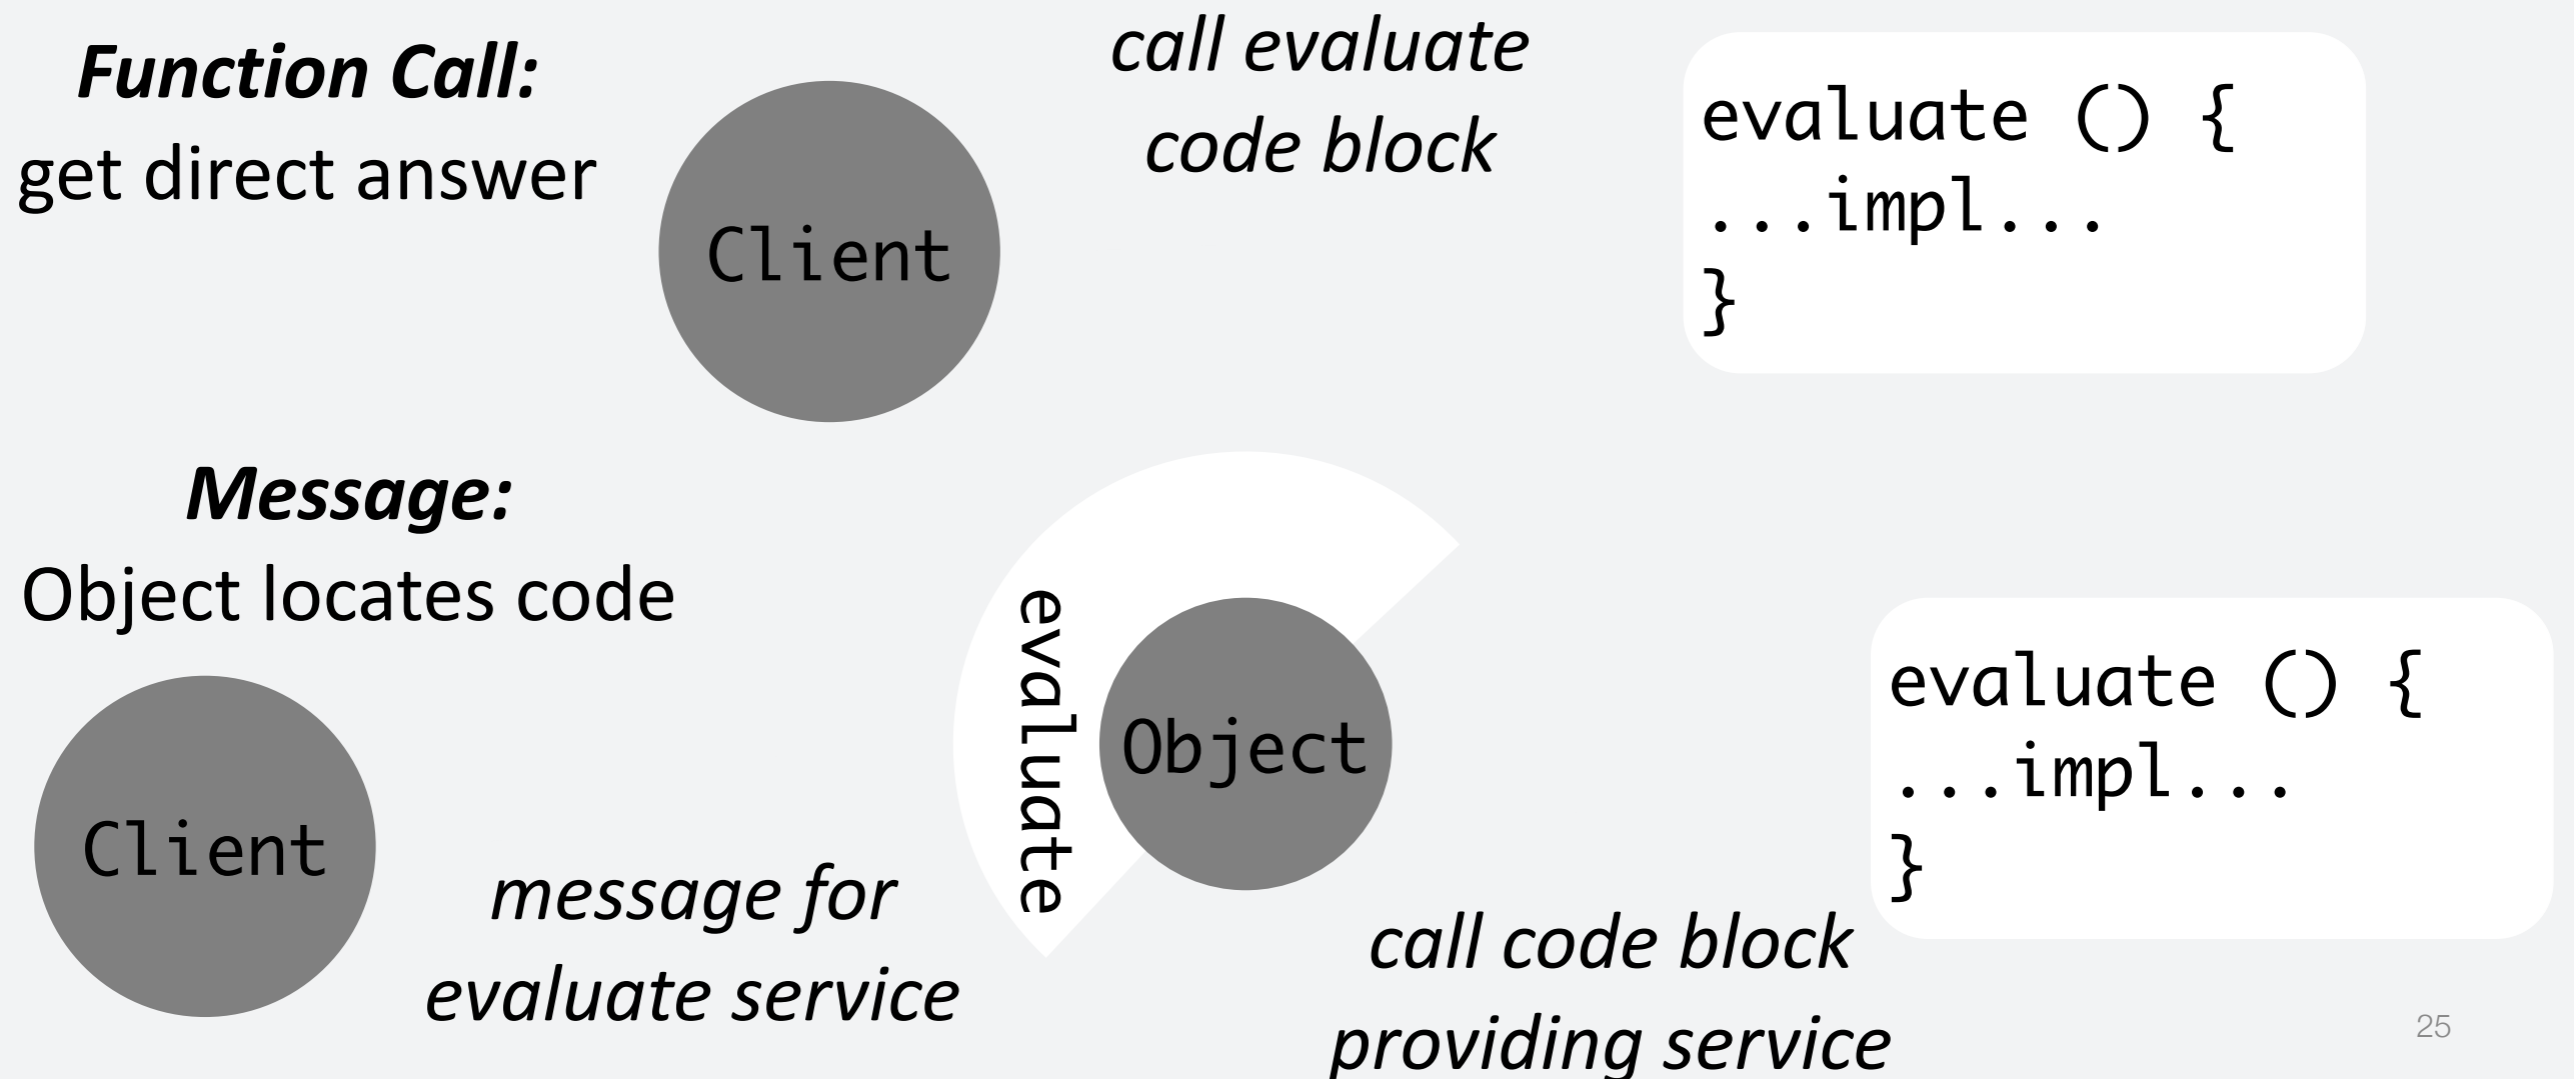 Function Call:
get direct answer
Client
call evaluate
code block
evaluate () {
...impl...
}
Message:
Object locates code
Client
message for
evaluate service
evaluate
Object
call code block
providing service
evaluate () {
...impl...
}
25